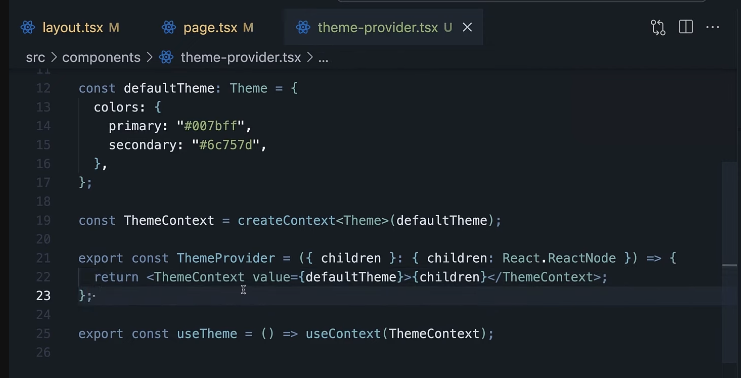 layout.tsx M page.tsx M theme-provider.tsx U
src > components > theme-provider.tsx > ...
11
12 const defaultTheme: Theme = {
13 colors: {
14 primary: "#007bff",
15 secondary: "#6c757d",
16 },
17 };
18
19 const ThemeContext = createContext<Theme>(defaultTheme);
20
21 export const ThemeProvider = ({ children }: { children: React.ReactNode }) => {
22 return <ThemeContext value={defaultTheme}>{children}</ThemeContext>;
23 };
24
25 export const useTheme = () => useContext(ThemeContext);
26